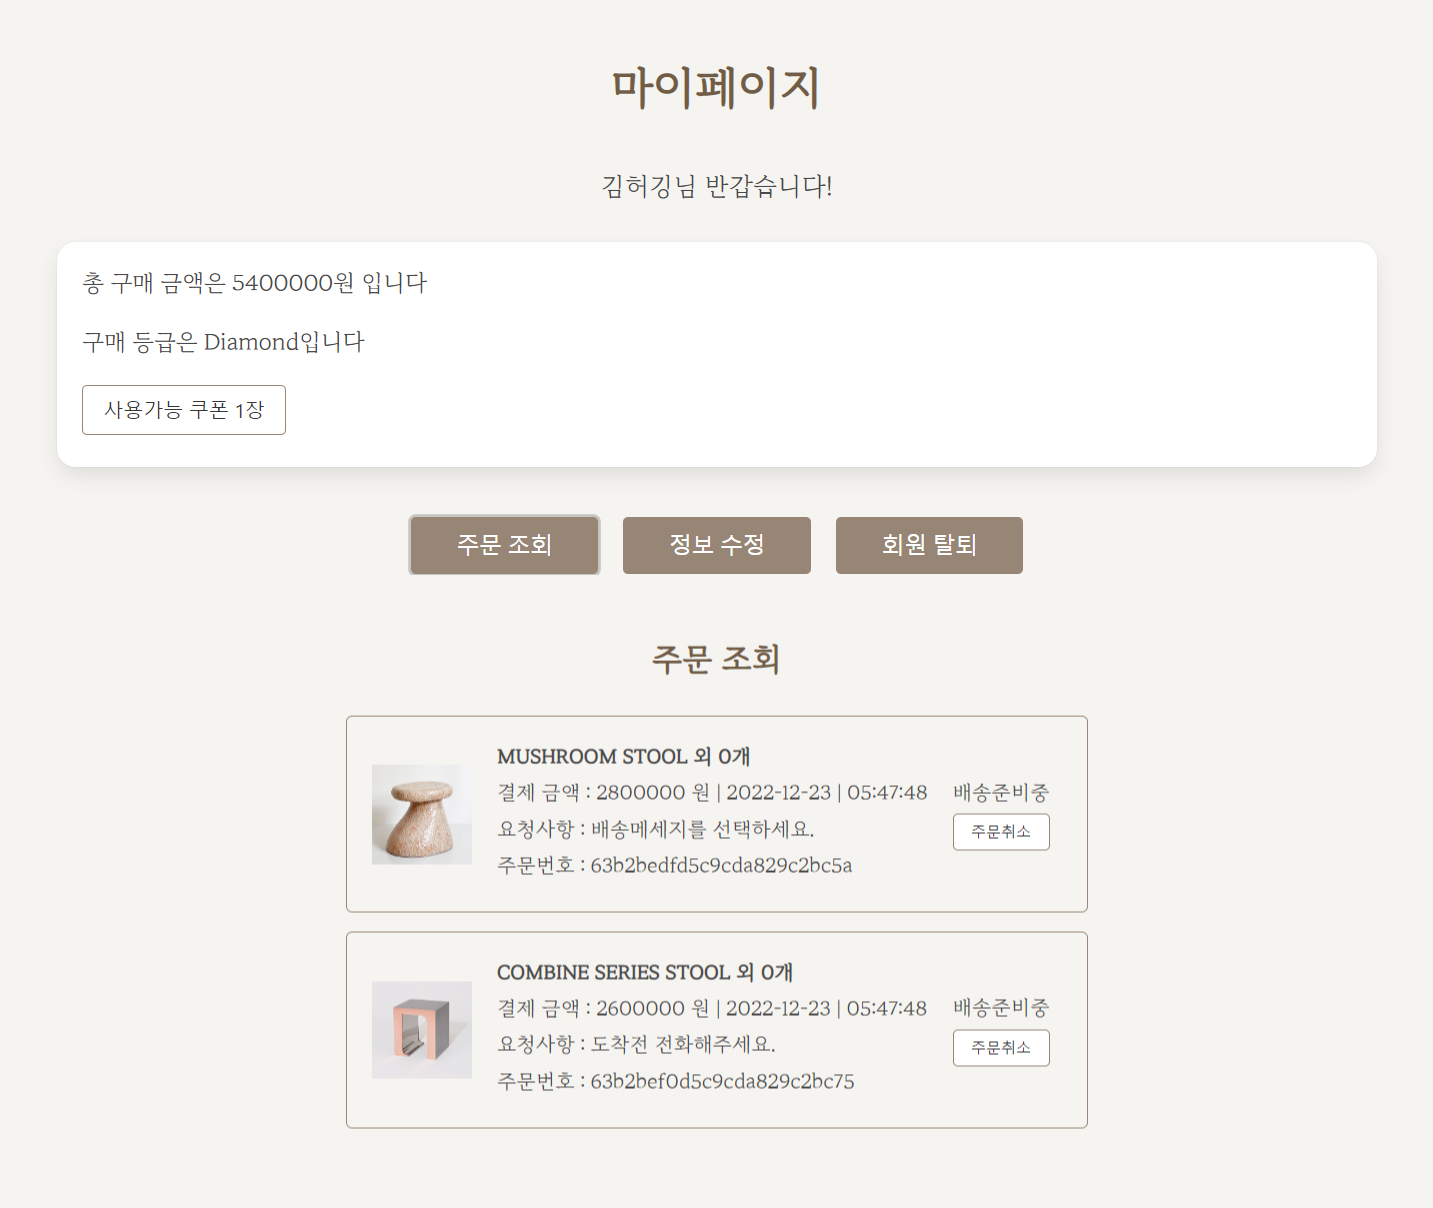 마이페이지
김허깅님 반갑습니다!
총 구매 금액은 5400000원 입니다
구매 등급은 Diamond입니다
사용가능 쿠폰 1장
주문 조회
정보 수정
회원 탈퇴
주문 조회
MUSHROOM STOOL 외 0개
결제 금액 : 2800000 원 | 2022-12-23 | 05:47:48
요청사항 : 배송메세지를 선택하세요.
주문번호 : 63b2bedfd5c9cda829c2bc5a
배송준비중
주문취소
COMBINE SERIES STOOL 외 0개
결제 금액 : 2600000 원 | 2022-12-23 | 05:47:48
요청사항 : 도착전 전화해주세요.
주문번호 : 63b2bef0d5c9cda829c2bc75
배송준비중
주문취소